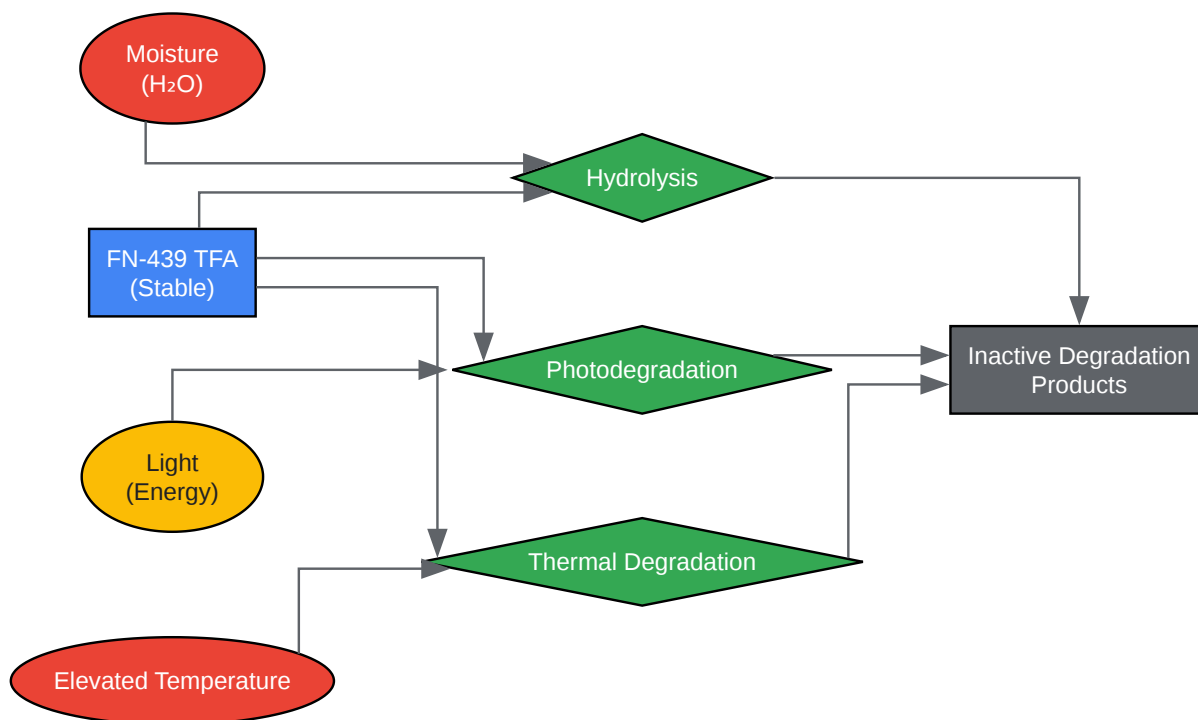 Moisture
(H₂O)
Hydrolysis
FN-439 TFA
(Stable)
Photodegradation
Inactive Degradation
Products
Light
(Energy)
Thermal Degradation
Elevated Temperature